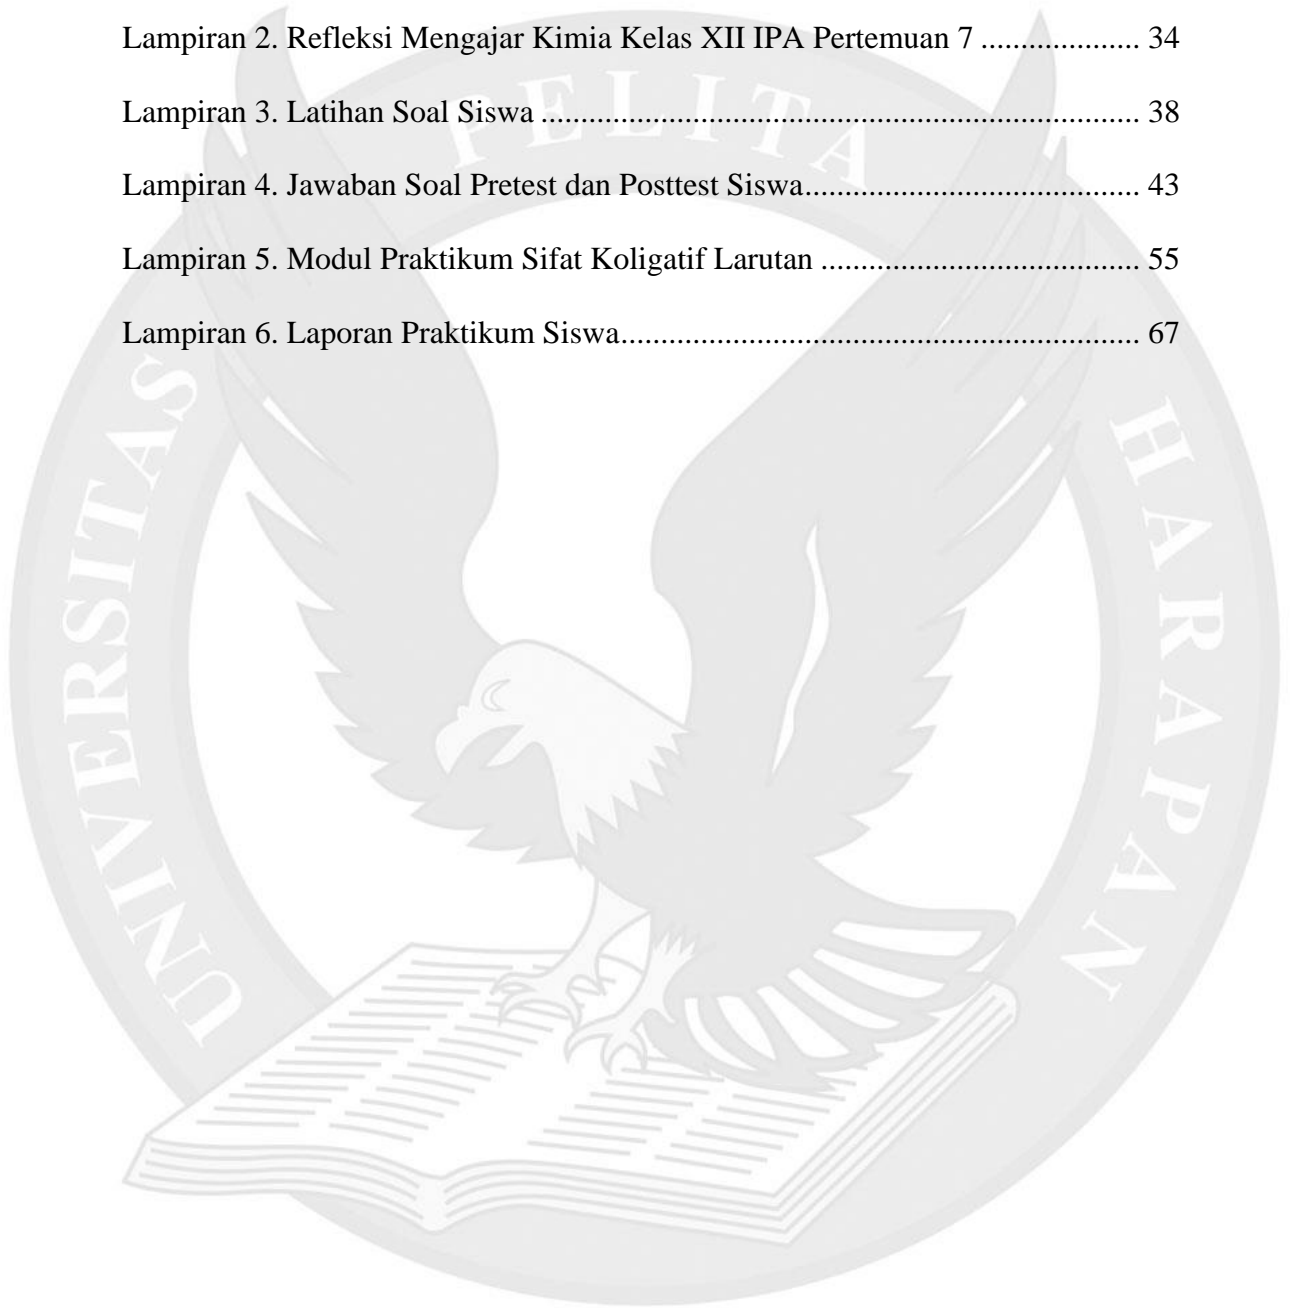 Lampiran 2. Refleksi Mengajar Kimia Kelas XII IPA Pertemuan 7 .................... 34
Lampiran 3. Latihan Soal Siswa ........................................................................... 38
Lampiran 4. Jawaban Soal Pretest dan Posttest Siswa.......................................... 43
Lampiran 5. Modul Praktikum Sifat Koligatif Larutan ........................................ 55
Lampiran 6. Laporan Praktikum Siswa................................................................. 67
UNIVERSITAS PELITA HARAPAN